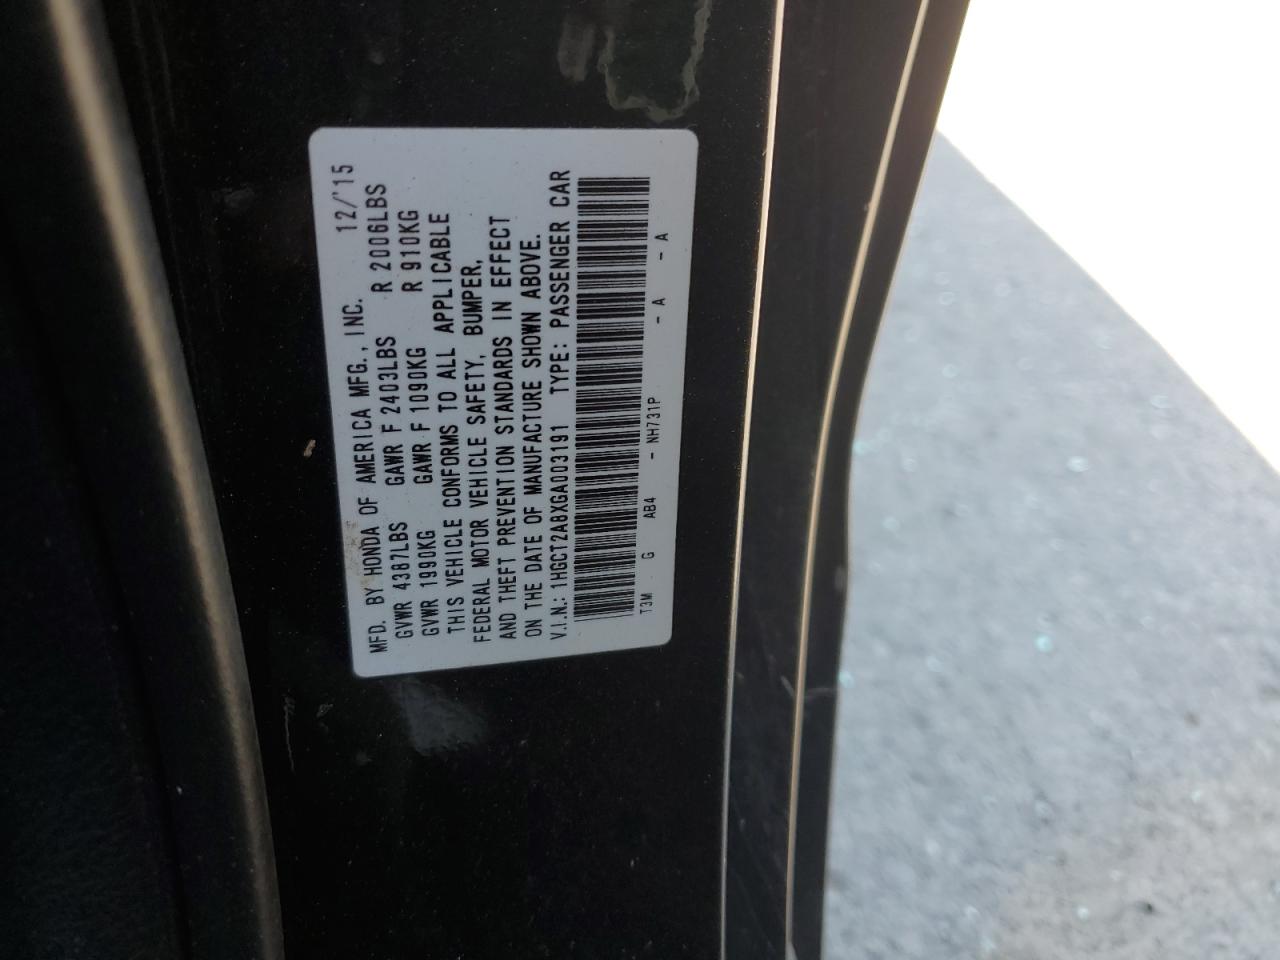 MFD. BY HONDA OF AMERICA MFG., INC. 12/'15
GVWR 4387LBS GAWR F 2403LBS R 2006LBS
GVWR 1990KG GAWR F 1090KG R 910KG
THIS VEHICLE CONFORMS TO ALL APPLICABLE
FEDERAL MOTOR VEHICLE SAFETY, BUMPER,
AND THEFT PREVENTION STANDARDS IN EFFECT
ON THE DATE OF MANUFACTURE SHOWN ABOVE.
V.I.N.: 1HGCT2A8XGA003191 TYPE: PASSENGER CAR
T3M G AB4 - NH731P - A - A